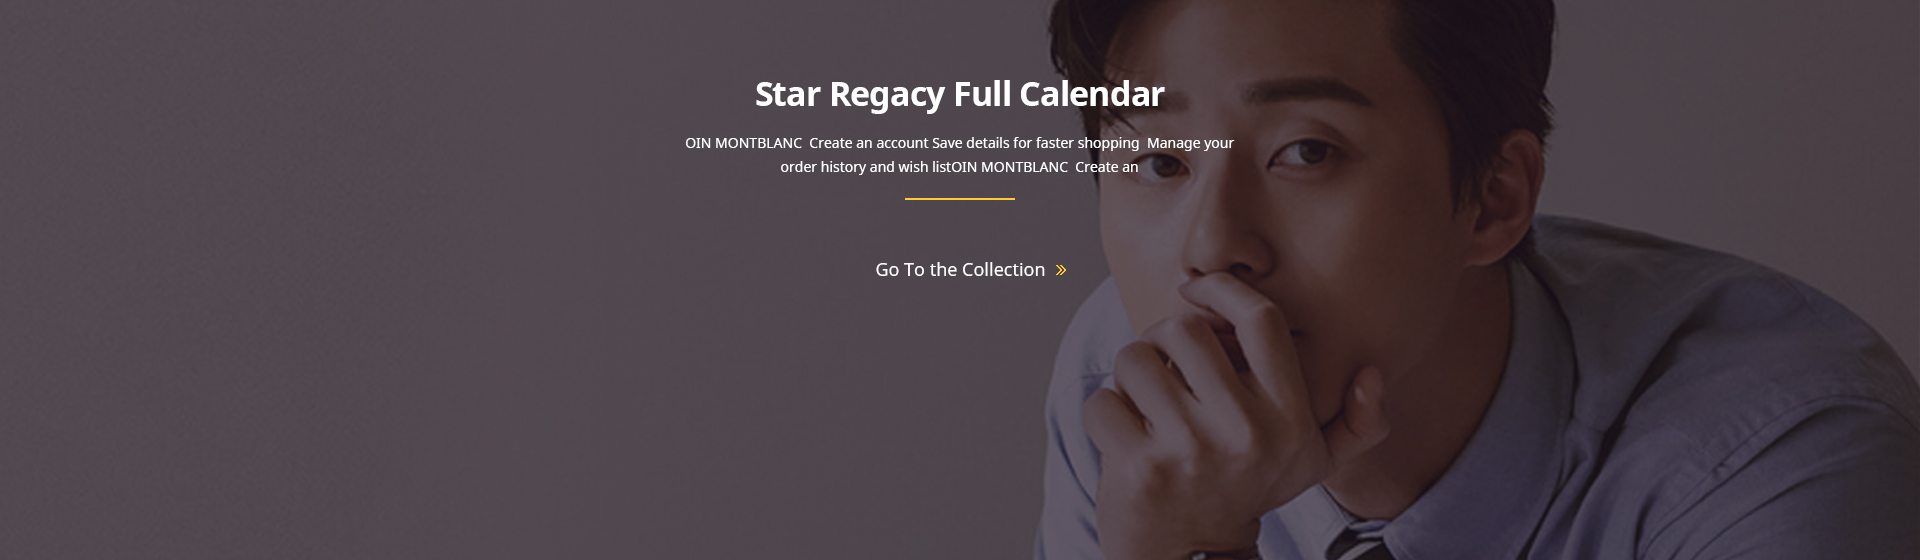 Star Regacy Full Calendar
OIN MONTBLANC  Create an account Save details for faster shopping  Manage your
order history and wish listOIN MONTBLANC  Create an
Go To the Collection